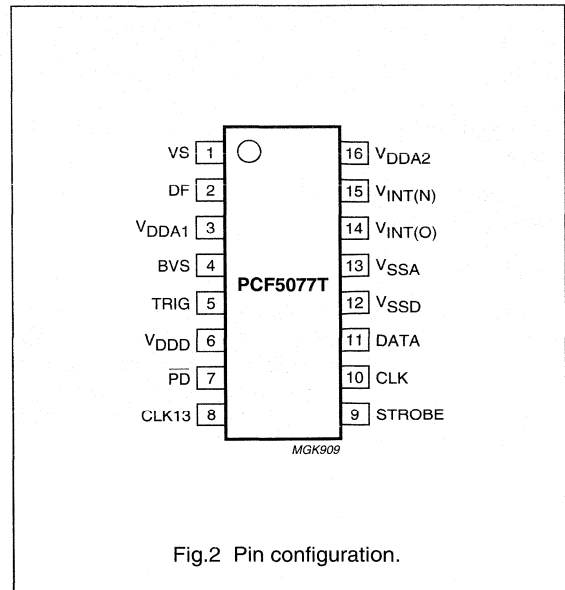 VS 1 16 VDDA2
DF 2 15 VINT(N)
VDDA1 3 14 VINT(O)
BVS 4 13 VSSA
PCF5077T
TRIG 5 12 VSSD
VDDD 6 11 DATA
PD 7 10 CLK
CLK13 8 9 STROBE
MGK909
Fig.2 Pin configuration.